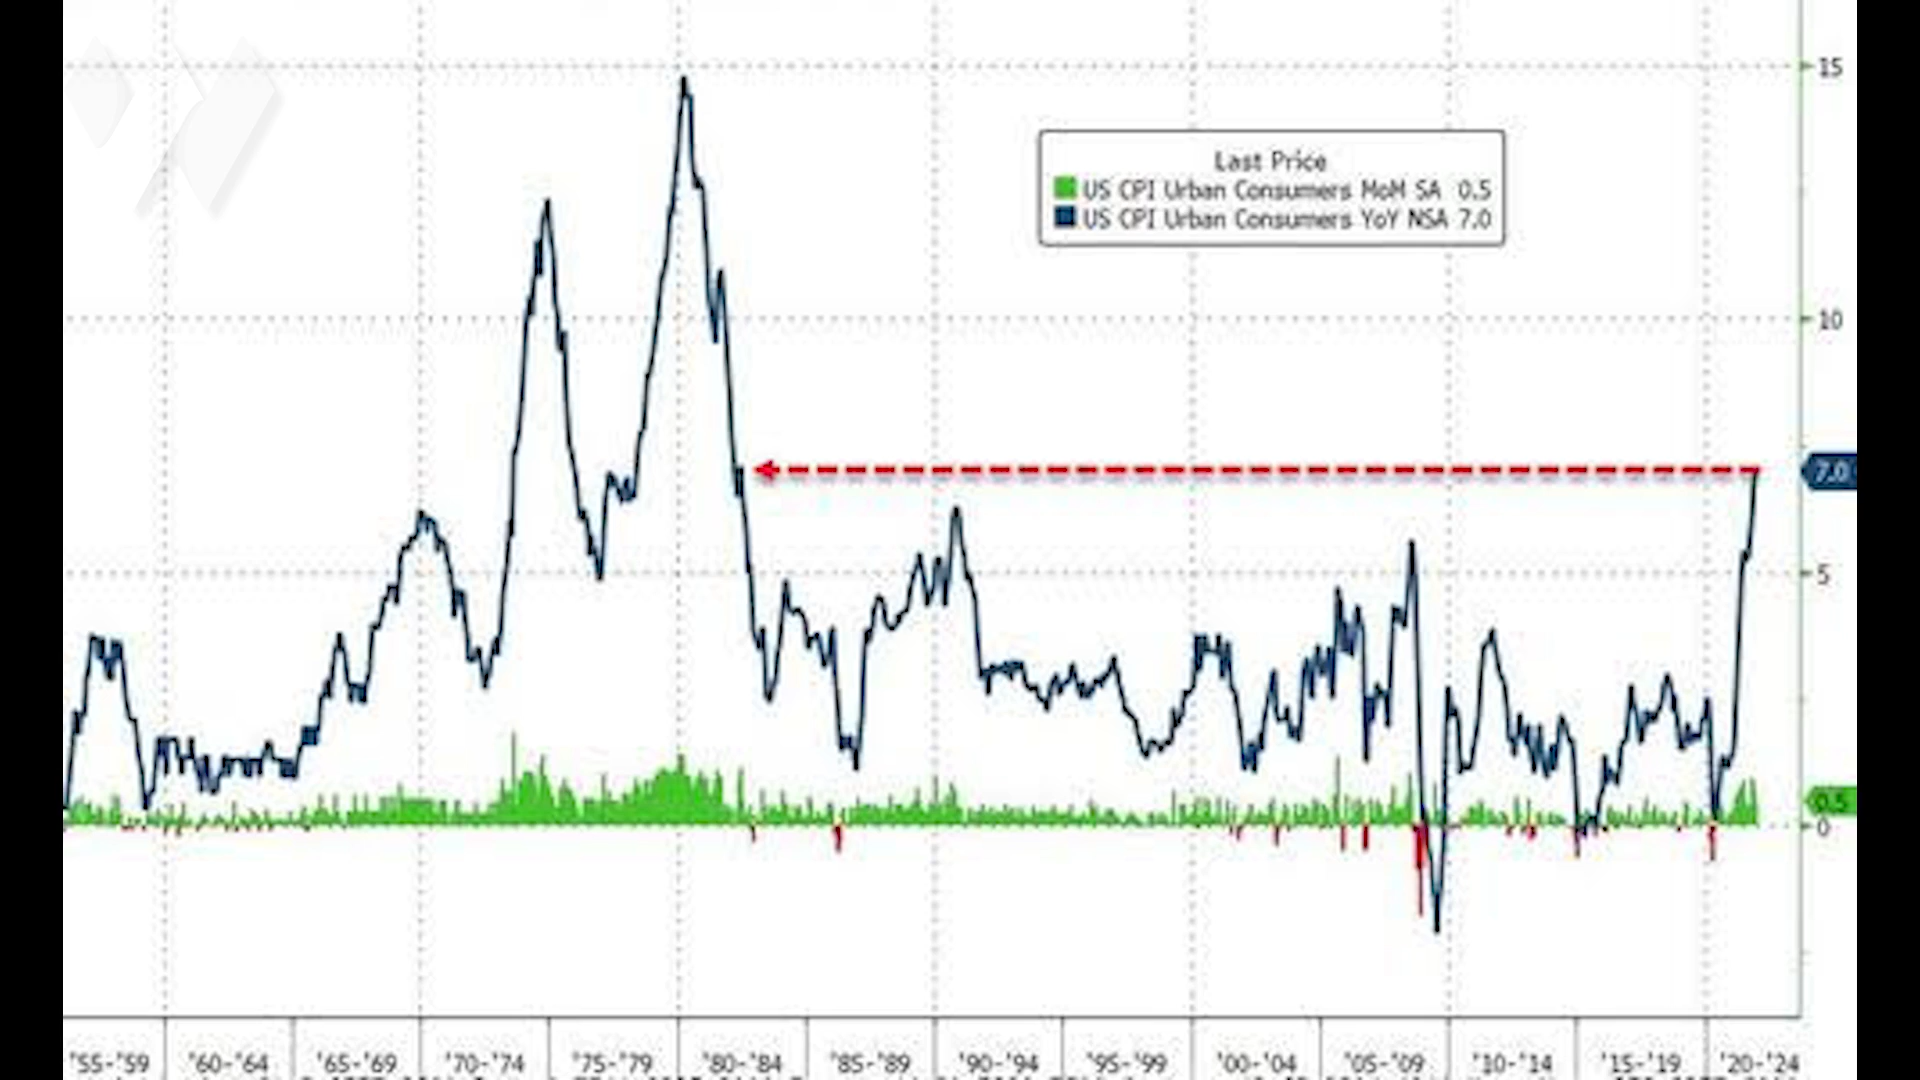 15
Last Price
US CPI Urban Consumers MoM SA 0.5
US CPI Urban Consumers YoY NSA 7.0
10
7.0
5
0.5
0
'55-'59 '60-'64 '65-'69 '70-'74 '75-'79 '80-'84 '85-'89 '90-'94 '95-'99 '00-'04 '05-'09 '10-'14 '15-'19 '20-'24